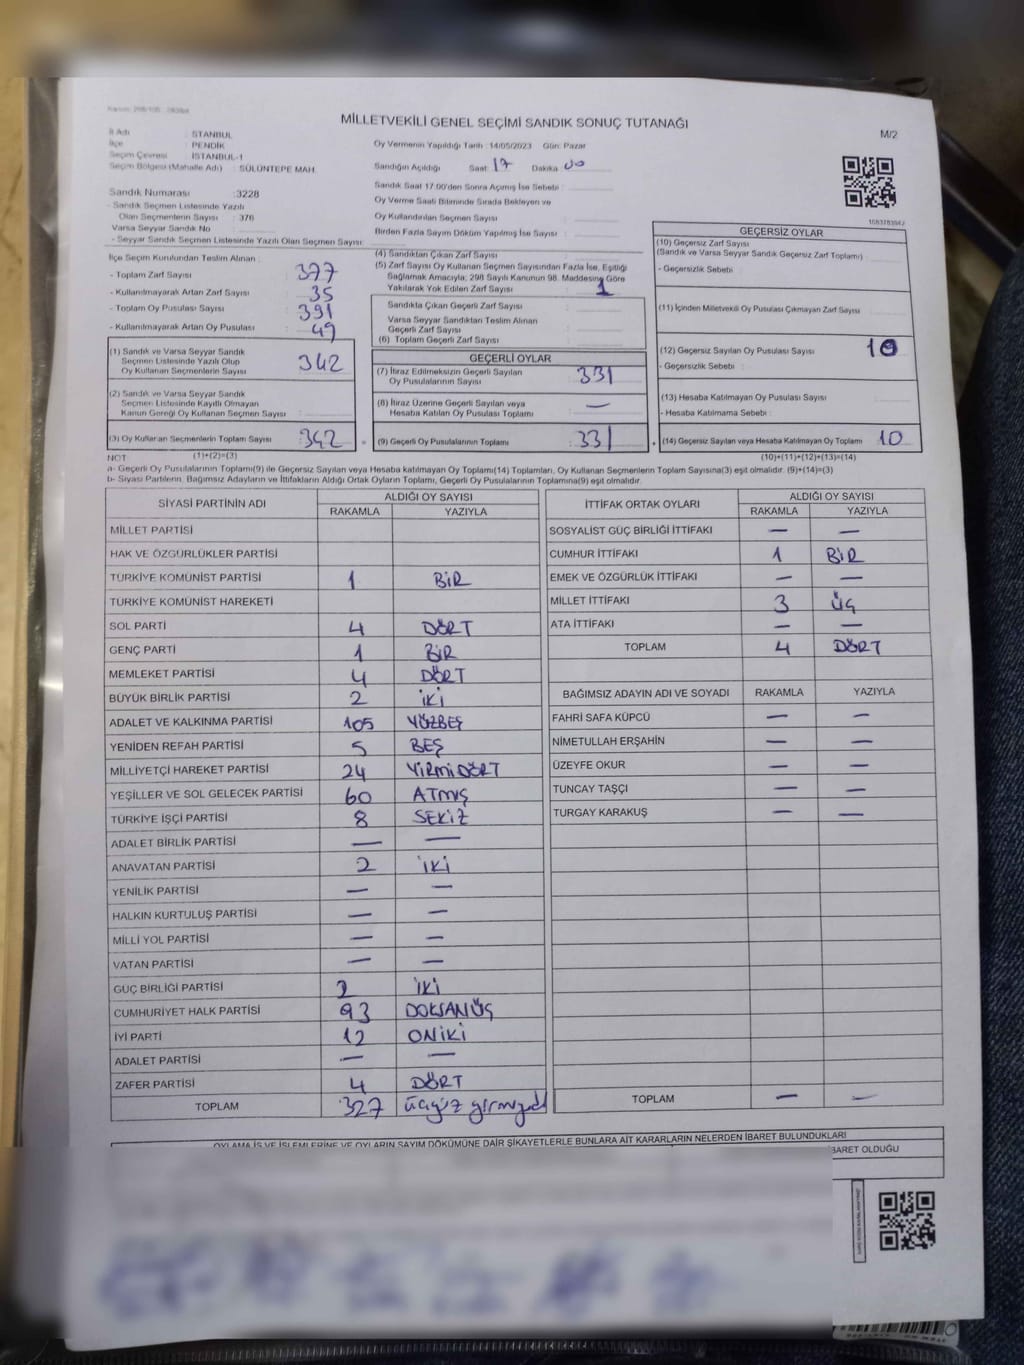 MİLLETVEKİLİ GENEL SEÇİMİ SANDIK SONUÇ TUTANAĞI
M/2
İl Adı : İSTANBUL
İlçe : PENDİK
Seçim Çevresi : İSTANBUL-1
Seçim Bölgesi (Mahalle Adı) : SÜLÜNTEPE MAH.
Oy Vermenin Yapıldığı Tarih : 14/05/2023 Gün: Pazar
Sandığın Açıldığı Saat : 17 Dakika 00
Sandık Saat 17.00'den Sonra Açılmış İse Sebebi :
Oy Verme Saati Bitiminde Sırada Bekleyen ve
Oy Kullandırılan Seçmen Sayısı :
Birden Fazla Sayım Döküm Yapılmış İse Sayısı :
Sandık Numarası :3228
- Sandık Seçmen Listesinde Yazılı
Olan Seçmenlerin Sayısı : 376
Varsa Seyyar Sandık No :
- Seyyar Sandık Seçmen Listesinde Yazılı Olan Seçmen Sayısı:
İlçe Seçim Kurulundan Teslim Alınan :
- Toplam Zarf Sayısı : 377
- Kullanılmayarak Artan Zarf Sayısı : 35
- Toplam Oy Pusulası Sayısı : 391
- Kullanılmayarak Artan Oy Pusulası : 49
(1) Sandık ve Varsa Seyyar Sandık
Seçmen Listesinde Yazılı Olup
Oy Kullanan Seçmenlerin Sayısı : 342
(2) Sandık ve Varsa Seyyar Sandık
Seçmen Listesinde Kayıtlı Olmayan
Kanun Gereği Oy Kullanan Seçmen Sayısı :
(3) Oy Kullanan Seçmenlerin Toplam Sayısı : 342
(1)+(2)=(3)
(4) Sandıktan Çıkan Zarf Sayısı :
(5) Zarf Sayısı Oy Kullanan Seçmen Sayısından Fazla İse, Eşitliği
Sağlamak Amacıyla; 298 Sayılı Kanunun 98. Maddesine Göre
Yakılarak Yok Edilen Zarf Sayısı : 1
Sandıkta Çıkan Geçerli Zarf Sayısı :
Varsa Seyyar Sandıktan Teslim Alınan
Geçerli Zarf Sayısı :
(6) Toplam Geçerli Zarf Sayısı :
GEÇERLİ OYLAR
(7) İtiraz Edilmeksizin Geçerli Sayılan
Oy Pusulalarının Sayısı : 331
(8) İtiraz Üzerine Geçerli Sayılan veya
Hesaba Katılan Oy Pusulası Toplamı : —
(9) Geçerli Oy Pusulalarının Toplamı : 331
1083783942
GEÇERSİZ OYLAR
(10) Geçersiz Zarf Sayısı
(Sandık ve Varsa Seyyar Sandık Geçersiz Zarf Toplamı) :
- Geçersizlik Sebebi :
(11) İçinden Milletvekili Oy Pusulası Çıkmayan Zarf Sayısı :
(12) Geçersiz Sayılan Oy Pusulası Sayısı : 10
- Geçersizlik Sebebi :
(13) Hesaba Katılmayan Oy Pusulası Sayısı :
- Hesaba Katılmama Sebebi :
(14) Geçersiz Sayılan veya Hesaba Katılmayan Oy Toplamı : 10
(10)+(11)+(12)+(13)=(14)
NOT
a- Geçerli Oy Pusulalarının Toplamı(9) ile Geçersiz Sayılan veya Hesaba Katılmayan Oy Toplamı(14) Toplamları, Oy Kullanan Seçmenlerin Toplam Sayısına(3) eşit olmalıdır. (9)+(14)=(3)
b- Siyasi Partilerin, Bağımsız Adayların ve İttifakların Aldığı Ortak Oyların Toplamı, Geçerli Oy Pusulalarının Toplamına(9) eşit olmalıdır.
SİYASİ PARTİNİN ADI ALDIĞI OY SAYISI
RAKAMLA YAZIYLA
MİLLET PARTİSİ
HAK VE ÖZGÜRLÜKLER PARTİSİ
TÜRKİYE KOMÜNİST PARTİSİ 1 BİR
TÜRKİYE KOMÜNİST HAREKETİ
SOL PARTİ 4 DÖRT
GENÇ PARTİ 1 BİR
MEMLEKET PARTİSİ 4 DÖRT
BÜYÜK BİRLİK PARTİSİ 2 İKİ
ADALET VE KALKINMA PARTİSİ 105 YÜZBEŞ
YENİDEN REFAH PARTİSİ 5 BEŞ
MİLLİYETÇİ HAREKET PARTİSİ 24 YİRMİDÖRT
YEŞİLLER VE SOL GELECEK PARTİSİ 60 ATMIŞ
TÜRKİYE İŞÇİ PARTİSİ 8 SEKİZ
ADALET BİRLİK PARTİSİ — —
ANAVATAN PARTİSİ 2 İKİ
YENİLİK PARTİSİ — —
HALKIN KURTULUŞ PARTİSİ — —
MİLLİ YOL PARTİSİ — —
VATAN PARTİSİ — —
GÜÇ BİRLİĞİ PARTİSİ 2 İKİ
CUMHURİYET HALK PARTİSİ 93 DOKSANÜÇ
İYİ PARTİ 12 ONİKİ
ADALET PARTİSİ — —
ZAFER PARTİSİ 4 DÖRT
TOPLAM 327
İTTİFAK ORTAK OYLARI ALDIĞI OY SAYISI
RAKAMLA YAZIYLA
SOSYALİST GÜÇ BİRLİĞİ İTTİFAKI — —
CUMHUR İTTİFAKI 1 BİR
EMEK VE ÖZGÜRLÜK İTTİFAKI — —
MİLLET İTTİFAKI 3 ÜÇ
ATA İTTİFAKI — —
TOPLAM 4 DÖRT
BAĞIMSIZ ADAYIN ADI VE SOYADI RAKAMLA YAZIYLA
FAHRİ SAFA KÜPCÜ — —
NİMETULLAH ERŞAHİN — —
ÜZEYFE OKUR — —
TUNCAY TAŞÇI — —
TURGAY KARAKUŞ — —
TOPLAM — —
OYLAMA İŞ VE İŞLEMLERİNE VE OYLARIN SAYIM DÖKÜMÜNE DAİR ŞİKAYETLERLE BUNLARA AİT KARARLARIN NELERDEN İBARET BULUNDUKLARI
İBARET OLDUĞU